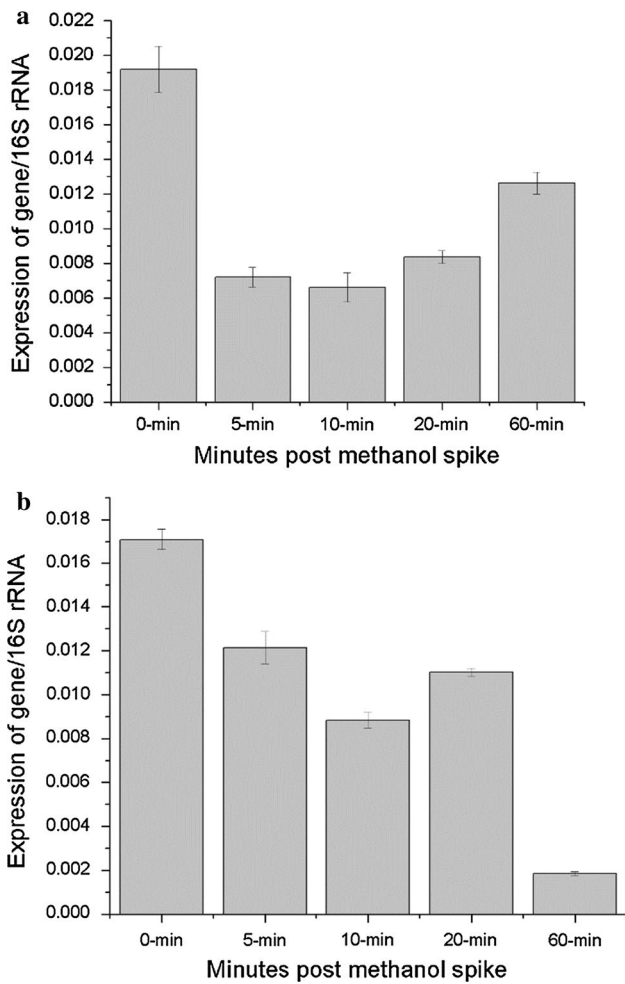 a
Expression of gene/16S rRNA
0.022
0.020
0.018
0.016
0.014
0.012
0.010
0.008
0.006
0.004
0.002
0.000
0-min 5-min 10-min 20-min 60-min
Minutes post methanol spike
b
Expression of gene/16S rRNA
0.018
0.016
0.014
0.012
0.010
0.008
0.006
0.004
0.002
0.000
0-min 5-min 10-min 20-min 60-min
Minutes post methanol spike